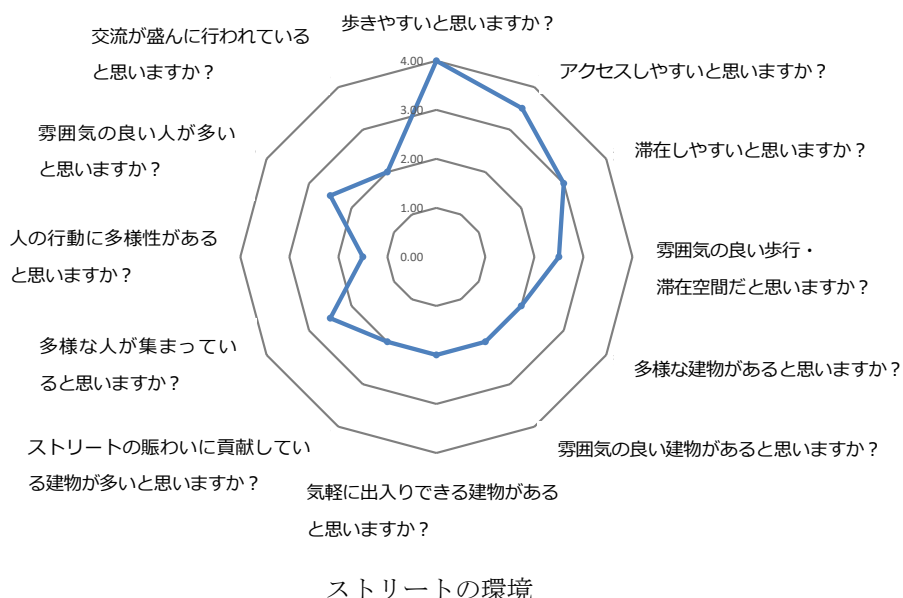 歩きやすいと思いますか？
アクセスしやすいと思いますか？
滞在しやすいと思いますか？
雰囲気の良い歩行・
滞在空間だと思いますか？
多様な建物があると思いますか？
雰囲気の良い建物があると思いますか？
気軽に出入りできる建物がある
と思いますか？
ストリートの賑わいに貢献してい
る建物が多いと思いますか？
多様な人が集まってい
ると思いますか？
人の行動に多様性がある
と思いますか？
雰囲気の良い人が多い
と思いますか？
交流が盛んに行われている
と思いますか？
4.00
3.00
2.00
1.00
0.00
ストリートの環境